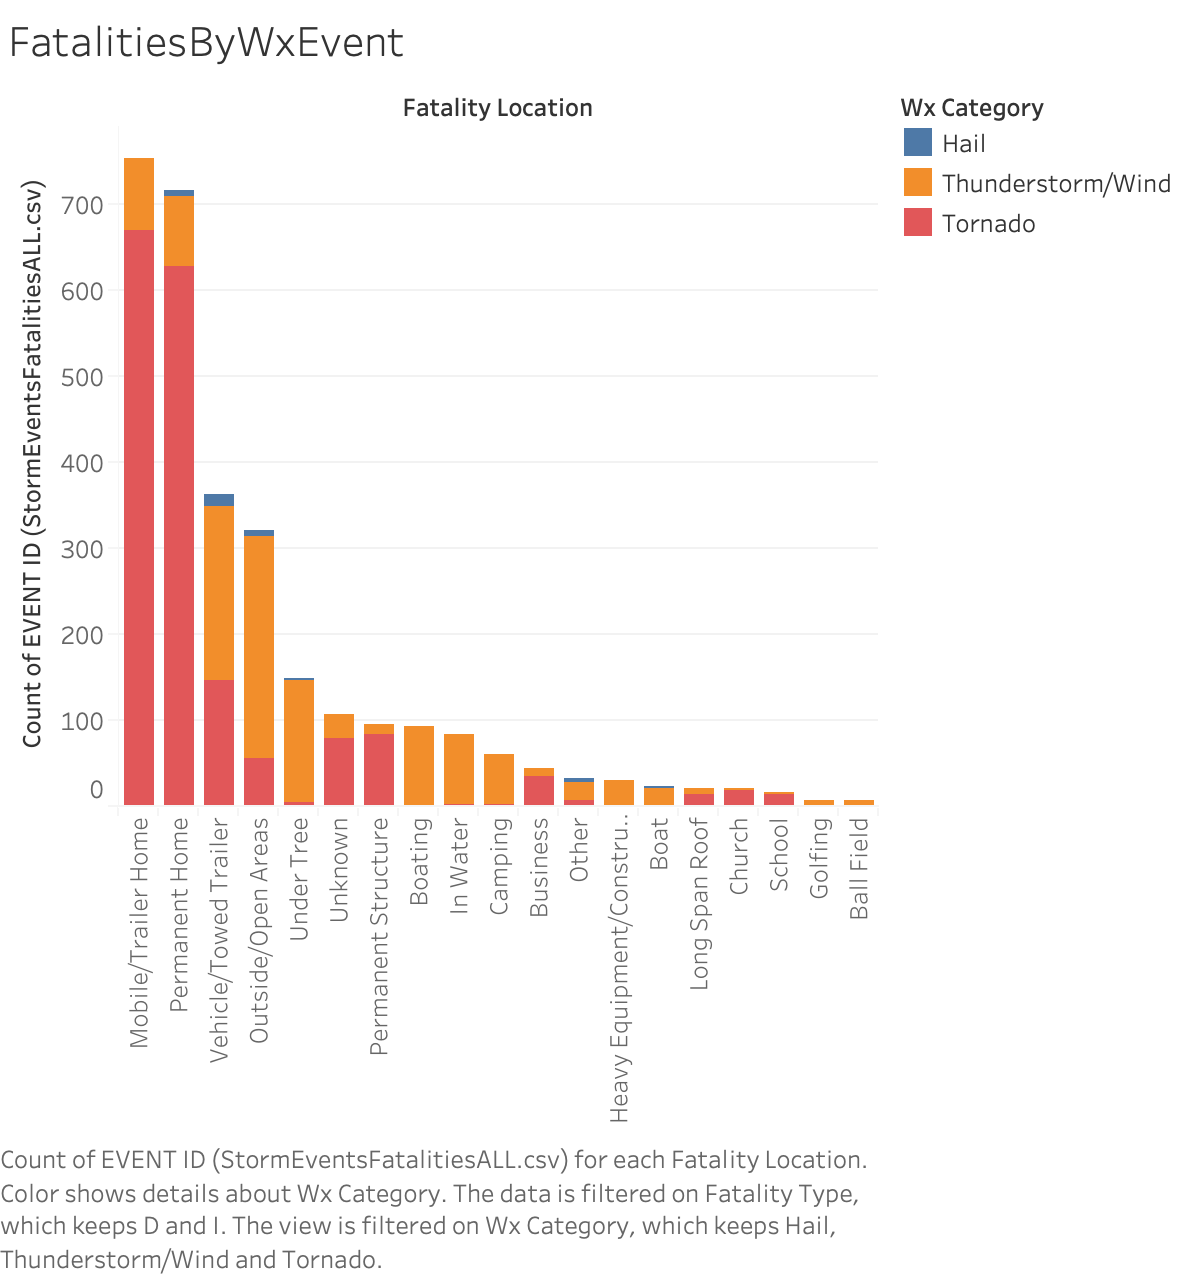 FatalitiesByWxEvent
Fatality Location
Wx Category
Hail
Thunderstorm/Wind
Tornado
Count of EVENT ID (StormEventsFatalitiesALL.csv)
700
600
500
400
300
200
100
0
Mobile/Trailer Home
Permanent Home
Vehicle/Towed Trailer
Outside/Open Areas
Under Tree
Unknown
Permanent Structure
Boating
In Water
Camping
Business
Other
Heavy Equipment/Constru..
Boat
Long Span Roof
Church
School
Golfing
Ball Field
Count of EVENT ID (StormEventsFatalitiesALL.csv) for each Fatality Location.
Color shows details about Wx Category. The data is filtered on Fatality Type,
which keeps D and I. The view is filtered on Wx Category, which keeps Hail,
Thunderstorm/Wind and Tornado.